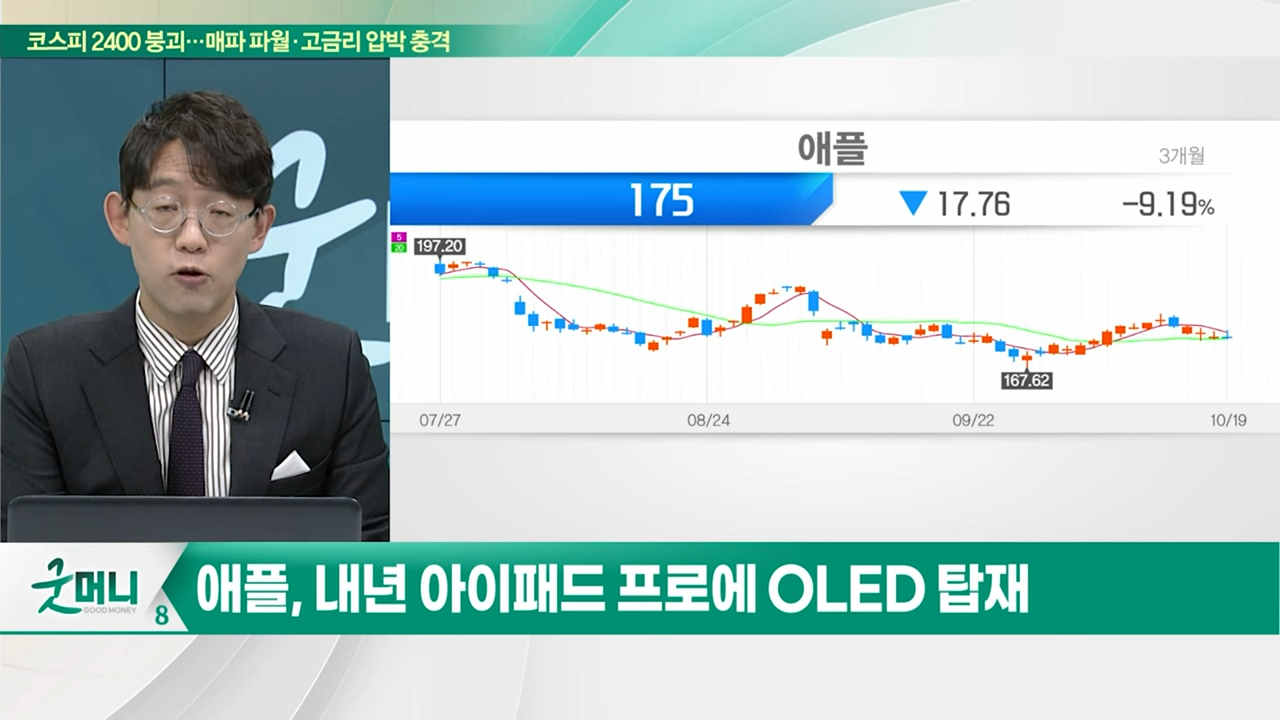 코스피 2400 붕괴…매파 파월·고금리 압박 충격
애플
3개월
175 ▼ 17.76 -9.19%
5
20
197.20
167.62
07/27 08/24 09/22 10/19
굿
굿머니
GOOD MONEY
8
애플, 내년 아이패드 프로에 OLED 탑재